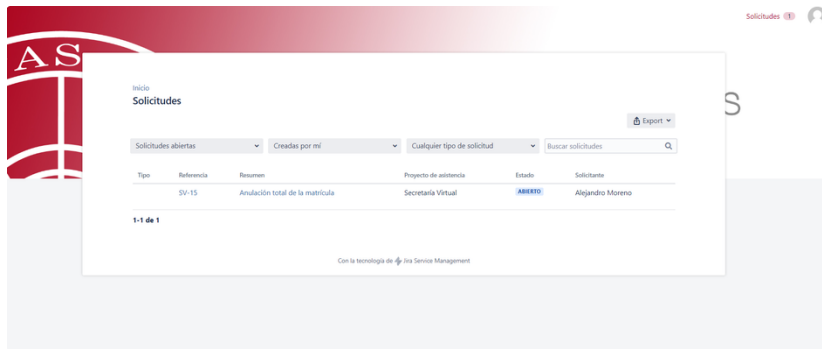 Solicitudes 1
AS
S
Inicio
Solicitudes
Export
Solicitudes abiertas Creadas por mí Cualquier tipo de solicitud Buscar solicitudes
Tipo Referencia Resumen Proyecto de asistencia Estado Solicitante
SV-15 Anulación total de la matrícula Secretaría Virtual ABIERTO Alejandro Moreno
1-1 de 1
Con la tecnología de Jira Service Management